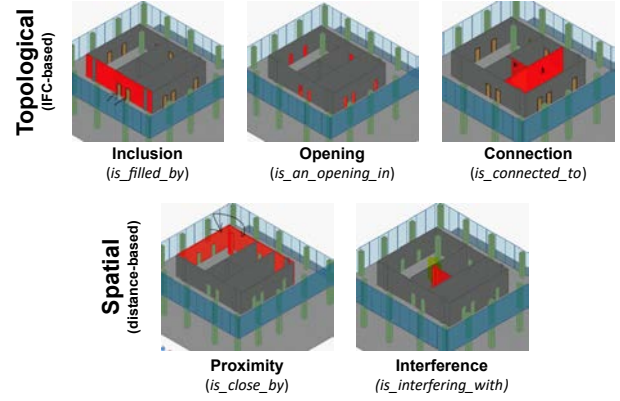 Topological
(IFC-based)
Inclusion
(is_filled_by)
Opening
(is_an_opening_in)
Connection
(is_connected_to)
Spatial
(distance-based)
Proximity
(is_close_by)
Interference
(is_interfering_with)